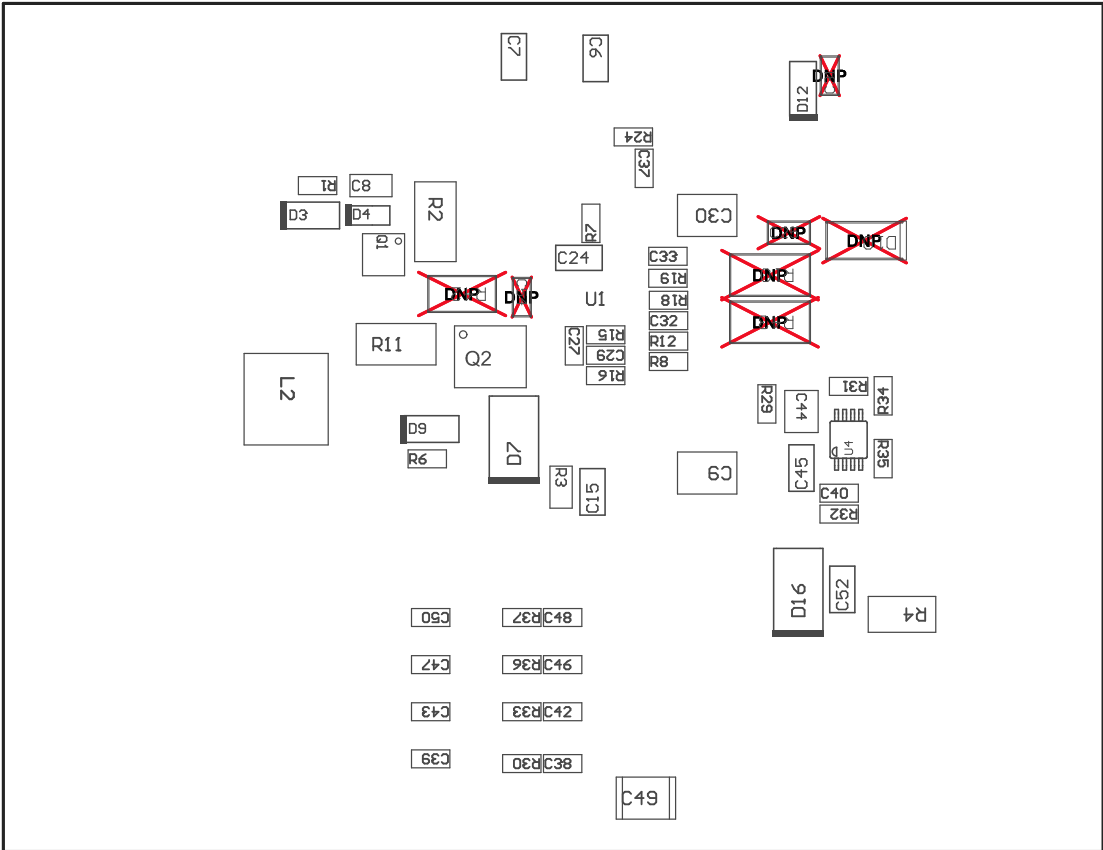 C7
C6
DNP
D12
R24
C37
R1
C8
R2
D3
D4
C30
R7
Q1
DNP
DNP
C24
C33
R19
DNP
DNP
DNP
U1
R18
C32
DNP
R11
Q2
C27
R15
R12
C29
R8
R16
L2
R29
C44
R31
R34
D9
D7
U4
R6
R3
C15
C9
C45
R35
C40
R32
D16
C52
R4
C50
R37
C48
C47
R36
C46
C43
R33
C42
C39
R30
C38
C49